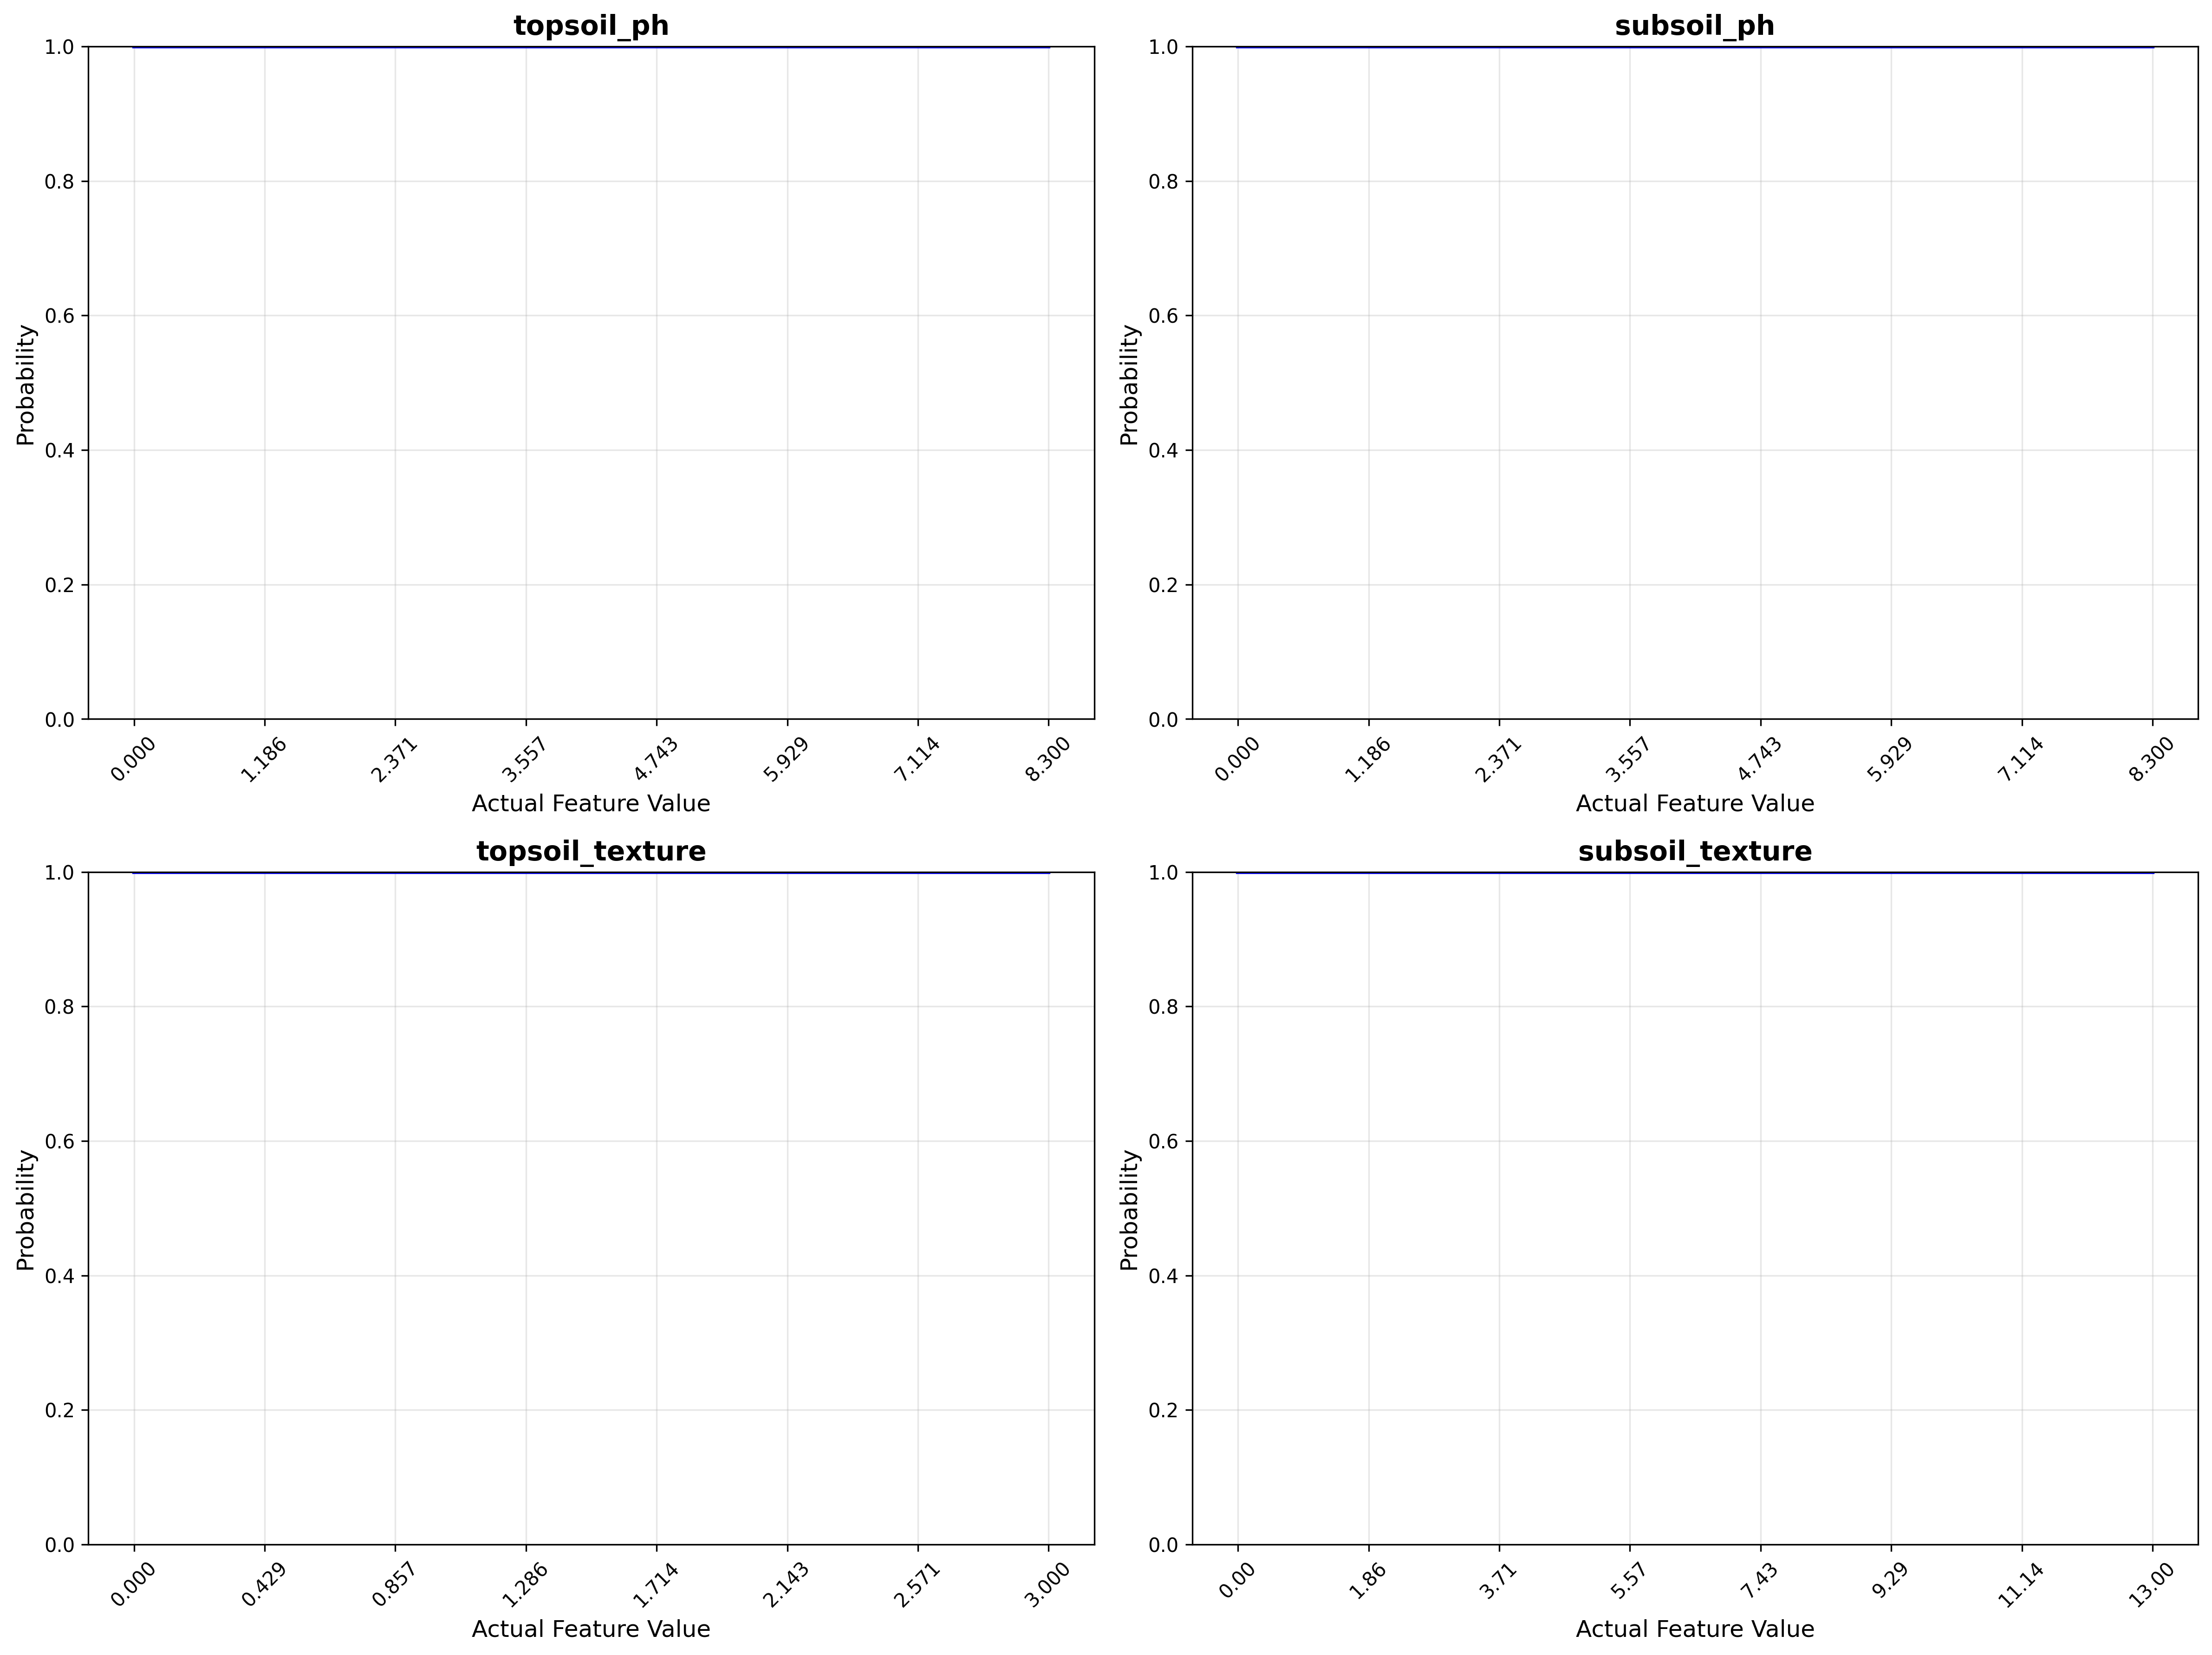 topsoil_ph
1.0
0.8
0.6
0.4
0.2
0.0
Probability
0.000 1.186 2.371 3.557 4.743 5.929 7.114 8.300
Actual Feature Value
subsoil_ph
1.0
0.8
0.6
0.4
0.2
0.0
Probability
0.000 1.186 2.371 3.557 4.743 5.929 7.114 8.300
Actual Feature Value
topsoil_texture
1.0
0.8
0.6
0.4
0.2
0.0
Probability
0.000 0.429 0.857 1.286 1.714 2.143 2.571 3.000
Actual Feature Value
subsoil_texture
1.0
0.8
0.6
0.4
0.2
0.0
Probability
0.00 1.86 3.71 5.57 7.43 9.29 11.14 13.00
Actual Feature Value